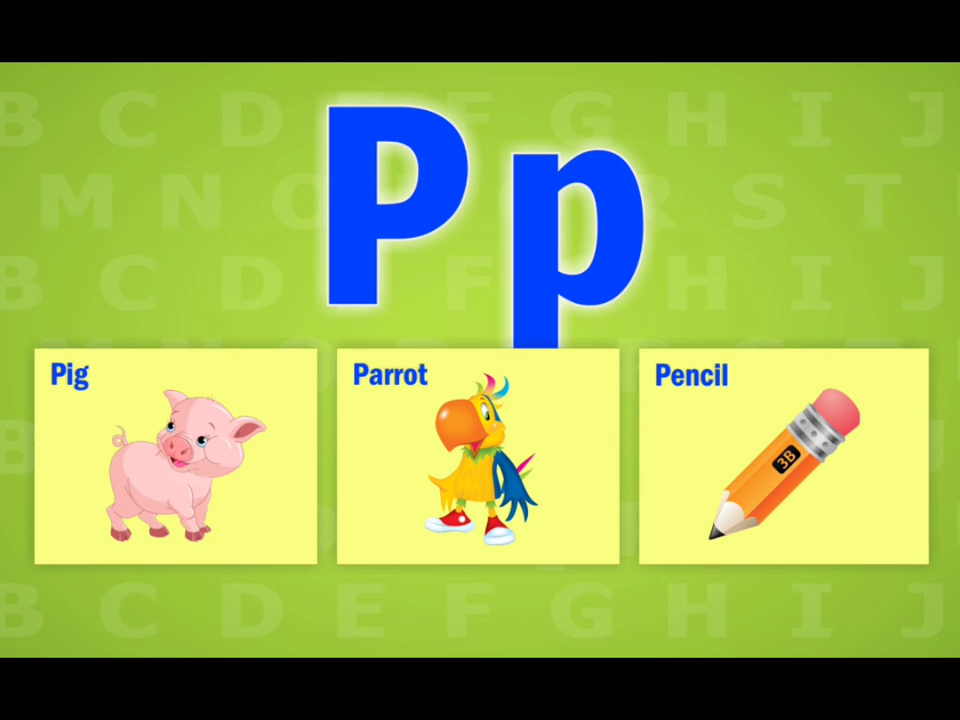 B C D E F G H I J
Pp
M N O R S T
B C D F H I J
Pig
Parrot
Pencil
3B
B C D E F G H I J